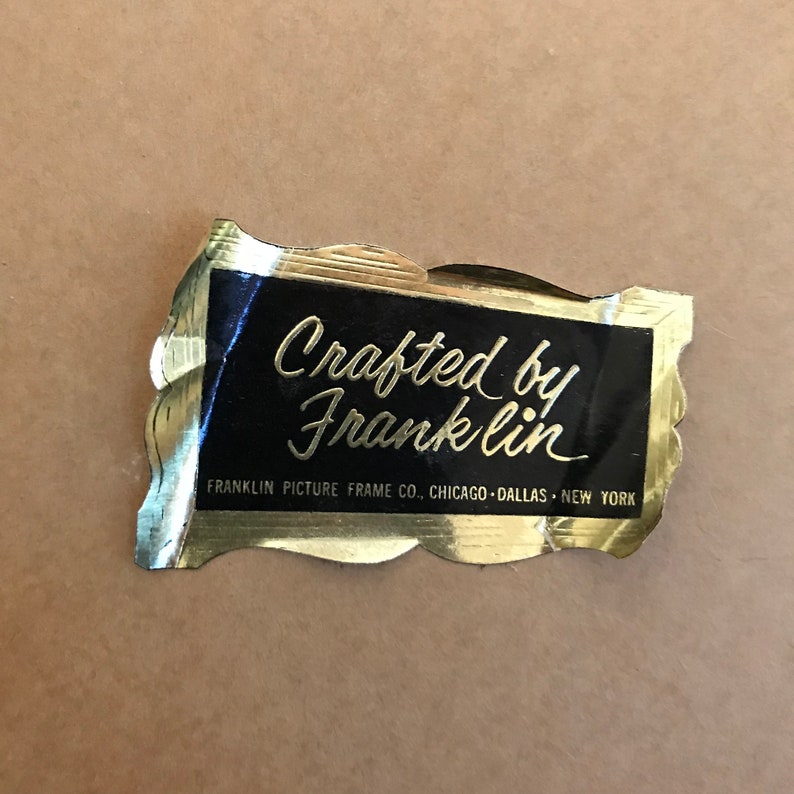 Crafted by
Franklin
FRANKLIN PICTURE FRAME CO., CHICAGO • DALLAS • NEW YORK